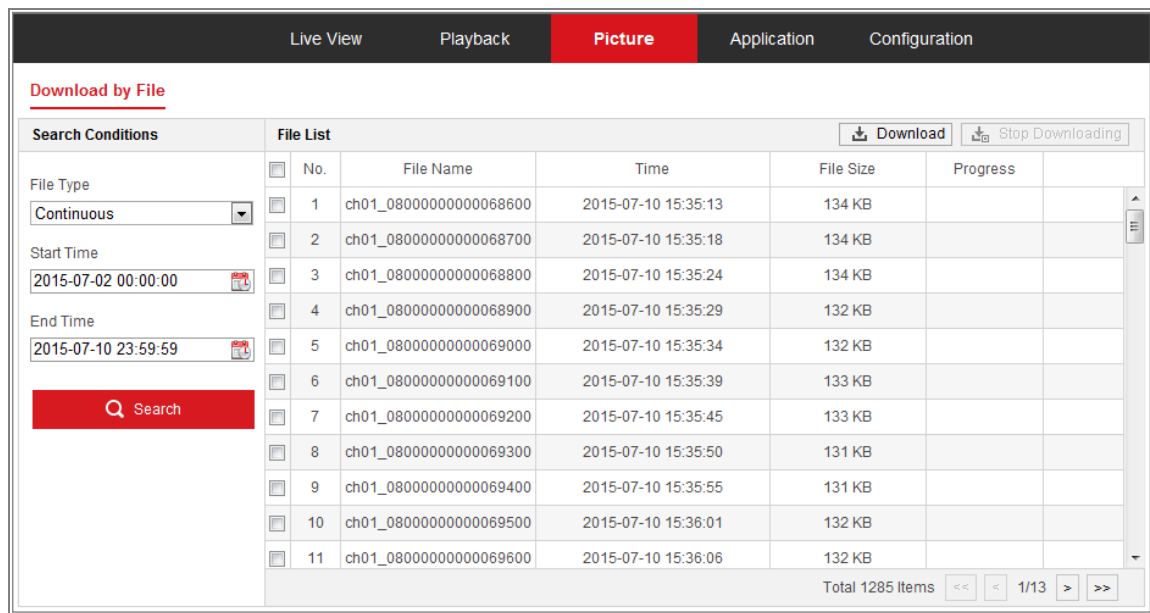 Live View Playback Picture Application Configuration
Download by File
Search Conditions
File Type
Continuous
Start Time
2015-07-02 00:00:00
End Time
2015-07-10 23:59:59
Search
File List Download Stop Downloading
No. File Name Time File Size Progress
1 ch01_08000000000068600 2015-07-10 15:35:13 134 KB
2 ch01_08000000000068700 2015-07-10 15:35:18 134 KB
3 ch01_08000000000068800 2015-07-10 15:35:24 134 KB
4 ch01_08000000000068900 2015-07-10 15:35:29 132 KB
5 ch01_08000000000069000 2015-07-10 15:35:34 132 KB
6 ch01_08000000000069100 2015-07-10 15:35:39 133 KB
7 ch01_08000000000069200 2015-07-10 15:35:45 133 KB
8 ch01_08000000000069300 2015-07-10 15:35:50 131 KB
9 ch01_08000000000069400 2015-07-10 15:35:55 131 KB
10 ch01_08000000000069500 2015-07-10 15:36:01 132 KB
11 ch01_08000000000069600 2015-07-10 15:36:06 132 KB
Total 1285 Items << < 1/13 > >>